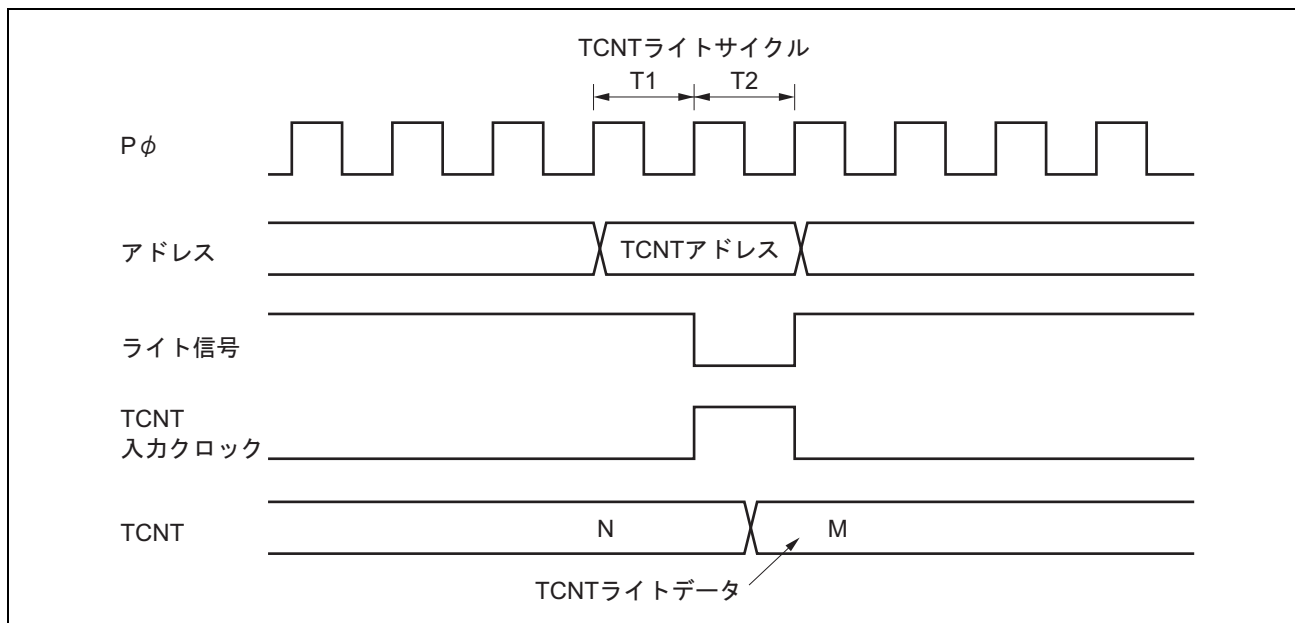 TCNTライトサイクル
T1 T2
Pφ
アドレス TCNTアドレス
ライト信号
TCNT
入力クロック
TCNT N M
TCNTライトデータ